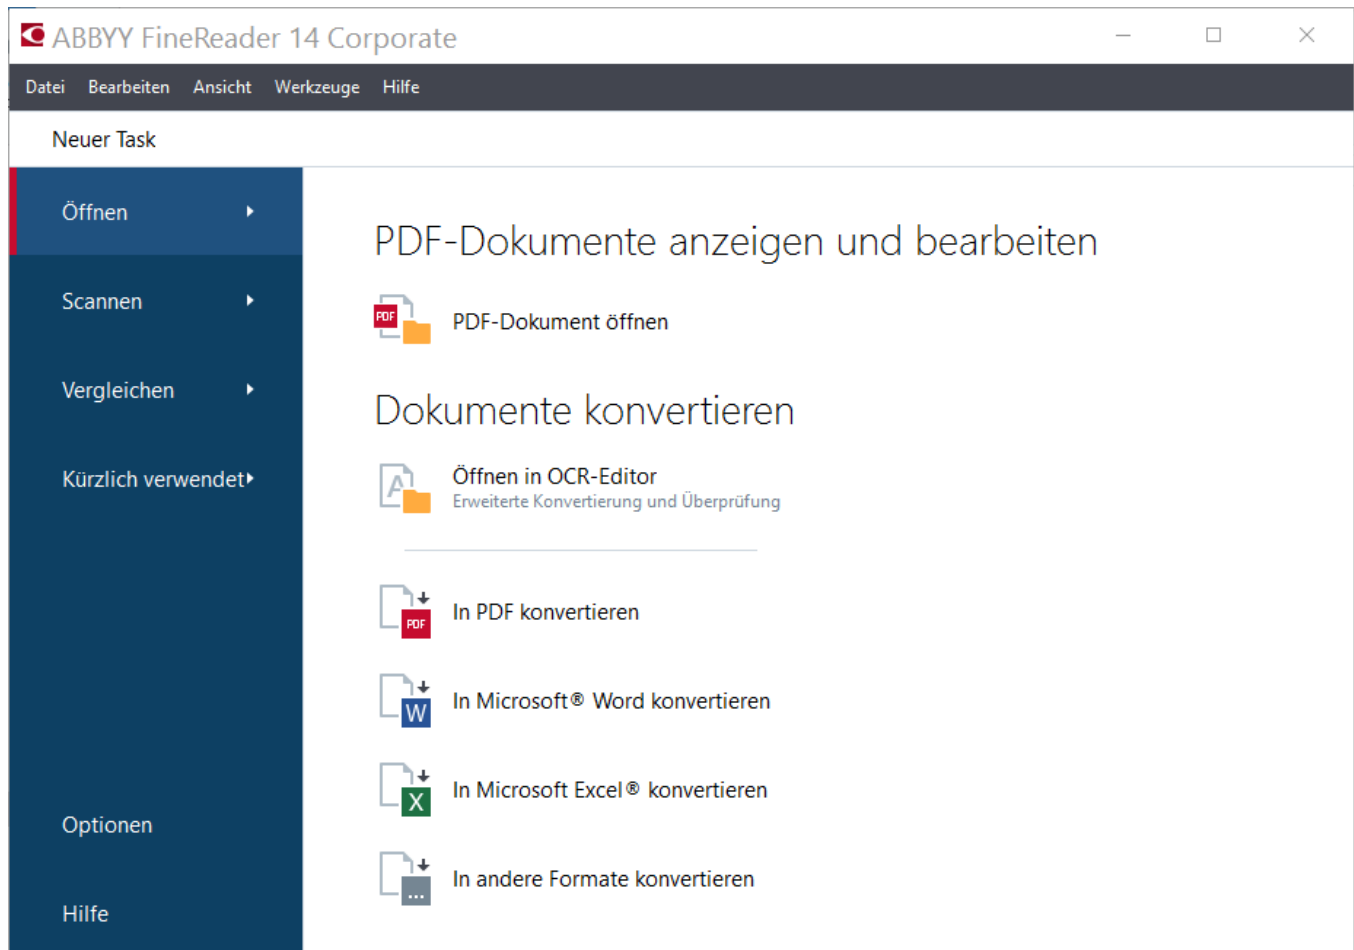 ABBYY FineReader 14 Corporate
Datei Bearbeiten Ansicht Werkzeuge Hilfe
Neuer Task
Öffnen
Scannen
Vergleichen
Kürzlich verwendet
Optionen
Hilfe
PDF-Dokumente anzeigen und bearbeiten
PDF
PDF-Dokument öffnen
Dokumente konvertieren
A
Öffnen in OCR-Editor
Erweiterte Konvertierung und Überprüfung
PDF
In PDF konvertieren
W
In Microsoft® Word konvertieren
X
In Microsoft Excel® konvertieren
...
In andere Formate konvertieren